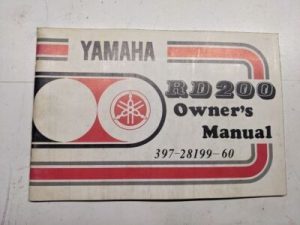 YAMAHA
RD200
Owner's
Manual
397-28199-60